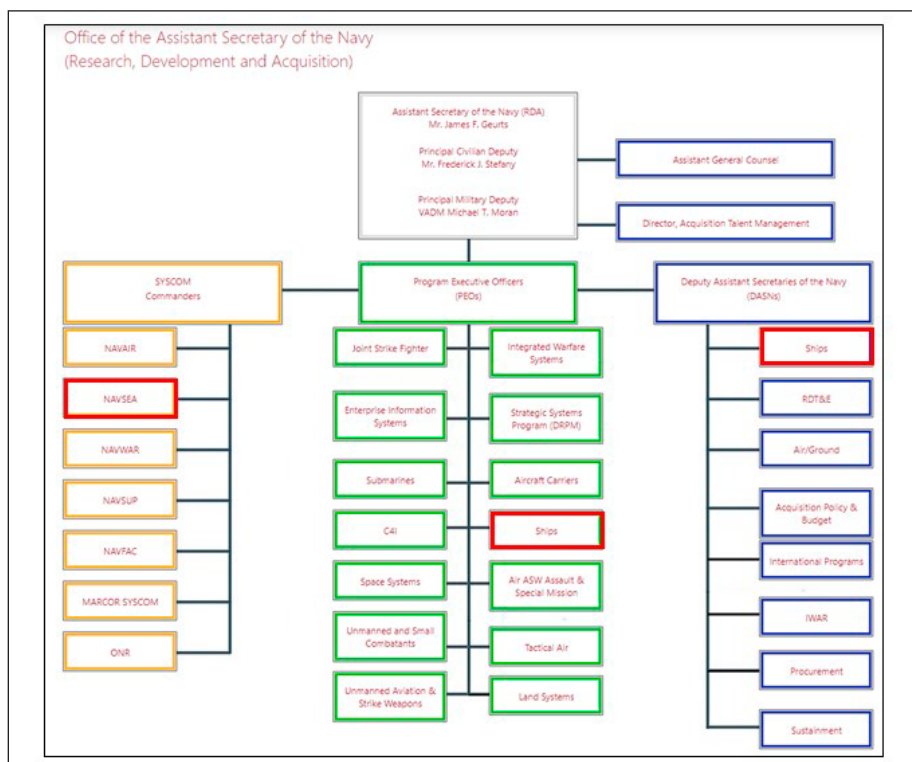 Office of the Assistant Secretary of the Navy
(Research, Development and Acquisition)
Assistant Secretary of the Navy (RDA)
Mr. James F. Geurts
Principal Civilian Deputy
Mr. Frederick J. Stefany
Principal Military Deputy
VADM Michael T. Moran
Assistant General Counsel
Director, Acquisition Talent Management
SYSCOM
Commanders
Program Executive Officers
(PEOs)
Deputy Assistant Secretaries of the Navy
(DASNs)
NAVAIR
NAVSEA
NAVWAR
NAVSUP
NAVFAC
MARCOR SYSCOM
ONR
Joint Strike Fighter
Integrated Warfare
Systems
Enterprise Information
Systems
Strategic Systems
Program (DRPM)
Submarines
Aircraft Carriers
C4I
Ships
Space Systems
Air ASW Assault &
Special Mission
Unmanned and Small
Combatants
Tactical Air
Unmanned Aviation &
Strike Weapons
Land Systems
Ships
RDT&E
Air/Ground
Acquisition Policy &
Budget
International Programs
IWAR
Procurement
Sustainment